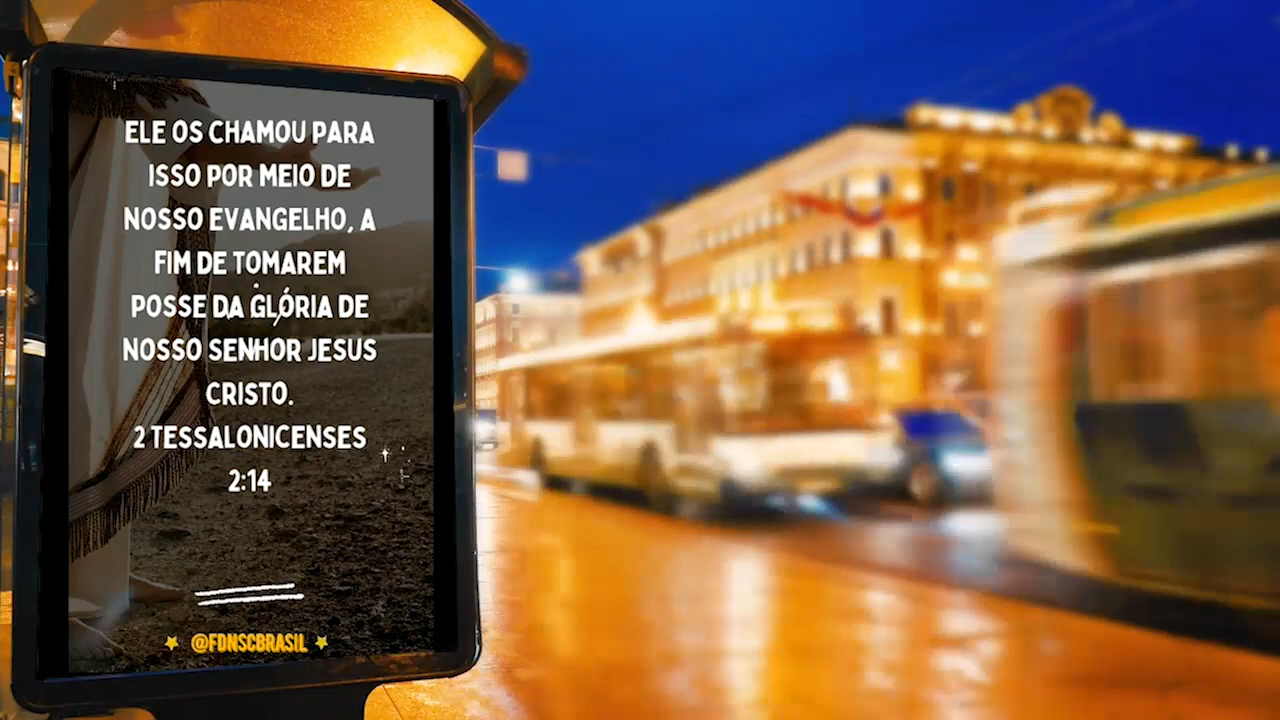 ELE OS CHAMOU PARA
ISSO POR MEIO DE
NOSSO EVANGELHO, A
FIM DE TOMAREM
POSSE DA GLÓRIA DE
NOSSO SENHOR JESUS
CRISTO.
2 TESSALONICENSES
2:14
@FDNSCBRASIL